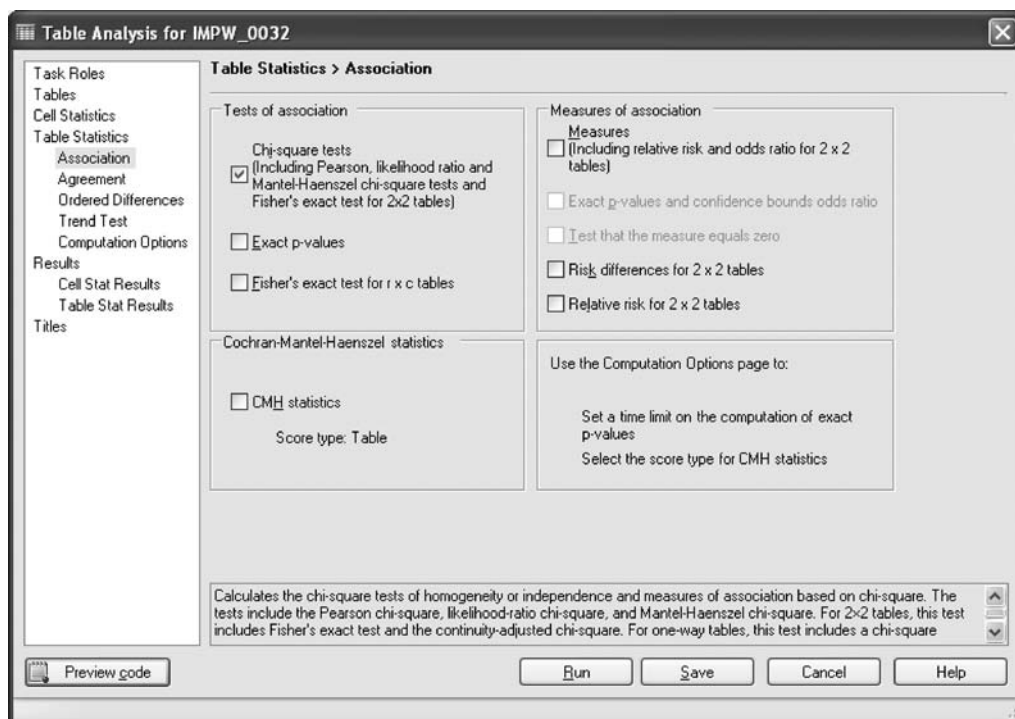 Table Analysis for IMPW_0032
Task Roles
Tables
Cell Statistics
Table Statistics
Association
Agreement
Ordered Differences
Trend Test
Computation Options
Results
Cell Stat Results
Table Stat Results
Titles
Table Statistics > Association
Tests of association
Chi-square tests
(Including Pearson, likelihood ratio and
Mantel-Haenszel chi-square tests and
Fisher's exact test for 2x2 tables)
Exact p-values
Fisher's exact test for r x c tables
Measures of association
Measures
(Including relative risk and odds ratio for 2 x 2
tables)
Exact p-values and confidence bounds odds ratio
Test that the measure equals zero
Risk differences for 2 x 2 tables
Relative risk for 2 x 2 tables
Cochran-Mantel-Haenszel statistics
CMH statistics
Score type: Table
Use the Computation Options page to:
Set a time limit on the computation of exact
p-values
Select the score type for CMH statistics
Calculates the chi-square tests of homogeneity or independence and measures of association based on chi-square. The
tests include the Pearson chi-square, likelihood-ratio chi-square, and Mantel-Haenszel chi-square. For 2×2 tables, this test
includes Fisher's exact test and the continuity-adjusted chi-square. For one-way tables, this test includes a chi-square
Preview code
Run
Save
Cancel
Help